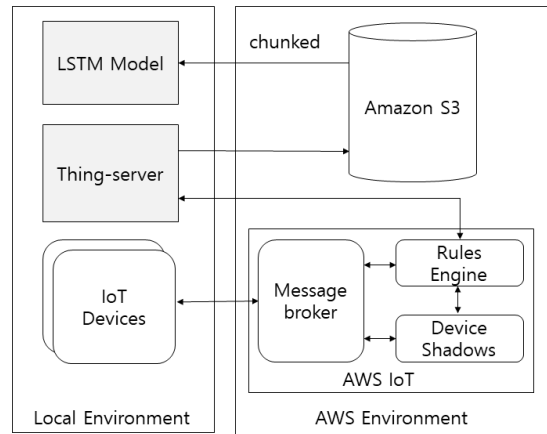 LSTM Model
chunked
Amazon S3
Thing-server
IoT
Devices
Message
broker
Rules
Engine
Device
Shadows
AWS IoT
Local Environment
AWS Environment